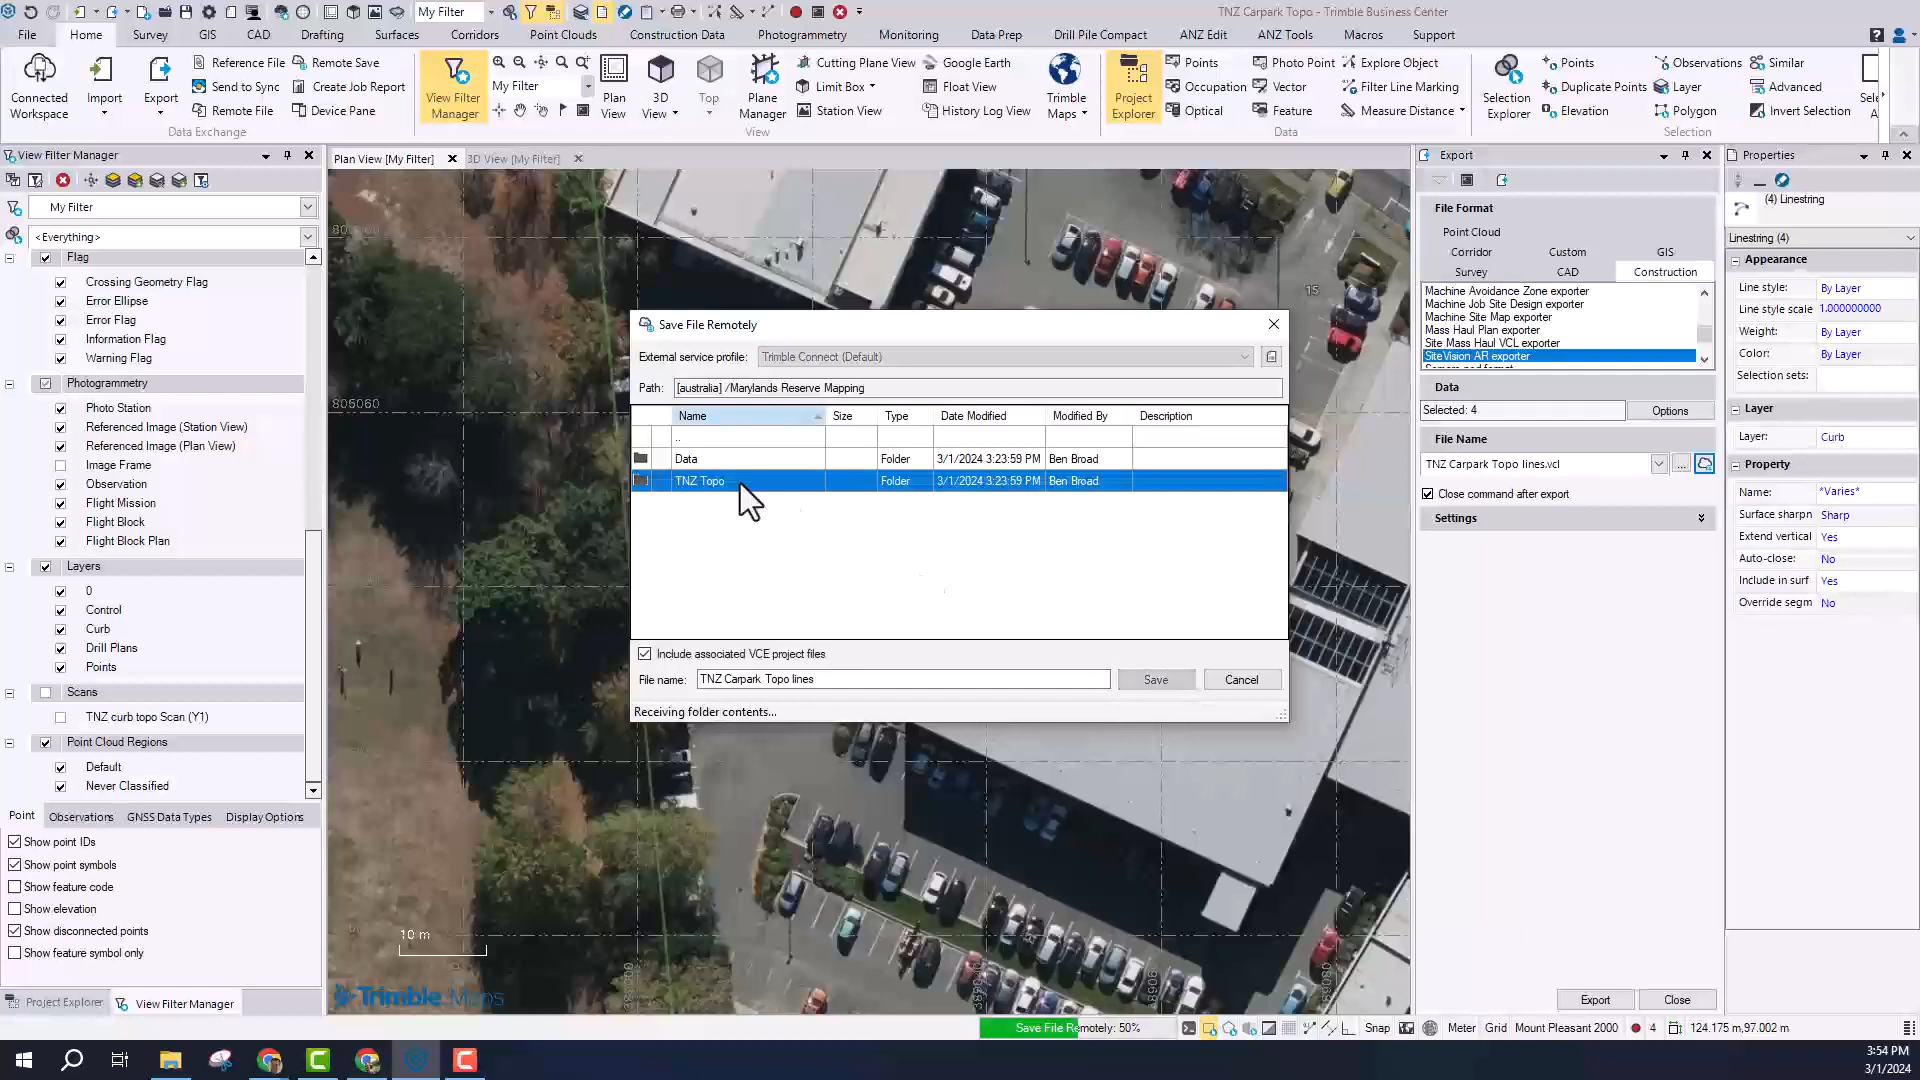 My Filter
TNZ Carpark Topo - Trimble Business Center
File Home Survey GIS CAD Drafting Surfaces Corridors Point Clouds Construction Data Photogrammetry Monitoring Data Prep Drill Pile Compact ANZ Edit ANZ Tools Macros Support
Connected Workspace
Import
Export
Reference File
Send to Sync
Remote File
Remote Save
Create Job Report
Device Pane
Data Exchange
View Filter Manager
My Filter
Plan View
3D View
Top
Plane Manager
Cutting Plane View
Limit Box
Station View
Google Earth
Float View
History Log View
View
Trimble Maps
Project Explorer
Points
Occupation
Optical
Photo Point
Vector
Feature
Explore Object
Filter Line Marking
Measure Distance
Data
Selection Explorer
Points
Duplicate Points
Elevation
Observations
Layer
Polygon
Similar
Advanced
Invert Selection
Selection
View Filter Manager
My Filter
<Everything>
Flag
Crossing Geometry Flag
Error Ellipse
Error Flag
Information Flag
Warning Flag
Photogrammetry
Photo Station
Referenced Image (Station View)
Referenced Image (Plan View)
Image Frame
Observation
Flight Mission
Flight Block
Flight Block Plan
Layers
0
Control
Curb
Drill Plans
Points
Scans
TNZ curb topo Scan (Y1)
Point Cloud Regions
Default
Never Classified
Point Observations GNSS Data Types Display Options
Show point IDs
Show point symbols
Show feature code
Show elevation
Show disconnected points
Show feature symbol only
Project Explorer View Filter Manager
Plan View [My Filter] 3D View [My Filter]
805060
15
10 m
Trimble Maps
Save File Remotely
External service profile: Trimble Connect (Default)
Path: [australia] /Marylands Reserve Mapping
Name Size Type Date Modified Modified By Description
..
Data Folder 3/1/2024 3:23:59 PM Ben Broad
TNZ Topo Folder 3/1/2024 3:23:59 PM Ben Broad
Include associated VCE project files
File name: TNZ Carpark Topo lines Save Cancel
Receiving folder contents...
Export
File Format
Point Cloud
Corridor Custom GIS
Survey CAD Construction
Machine Avoidance Zone exporter
Machine Job Site Design exporter
Machine Site Map exporter
Mass Haul Plan exporter
Site Mass Haul VCL exporter
SiteVision AR exporter
Data
Selected: 4 Options
File Name
TNZ Carpark Topo lines.vcl ...
Close command after export
Settings
Export Close
Properties
(4) Linestring
Linestring (4)
Appearance
Line style: By Layer
Line style scale 1.000000000
Weight: By Layer
Color: By Layer
Selection sets:
Layer
Layer: Curb
Property
Name: *Varies*
Surface sharpn Sharp
Extend vertical Yes
Auto-close: No
Include in surf Yes
Override segm No
Save File Remotely: 50%
Snap Meter Grid Mount Pleasant 2000 4 124.175 m,97.002 m
3:54 PM
3/1/2024